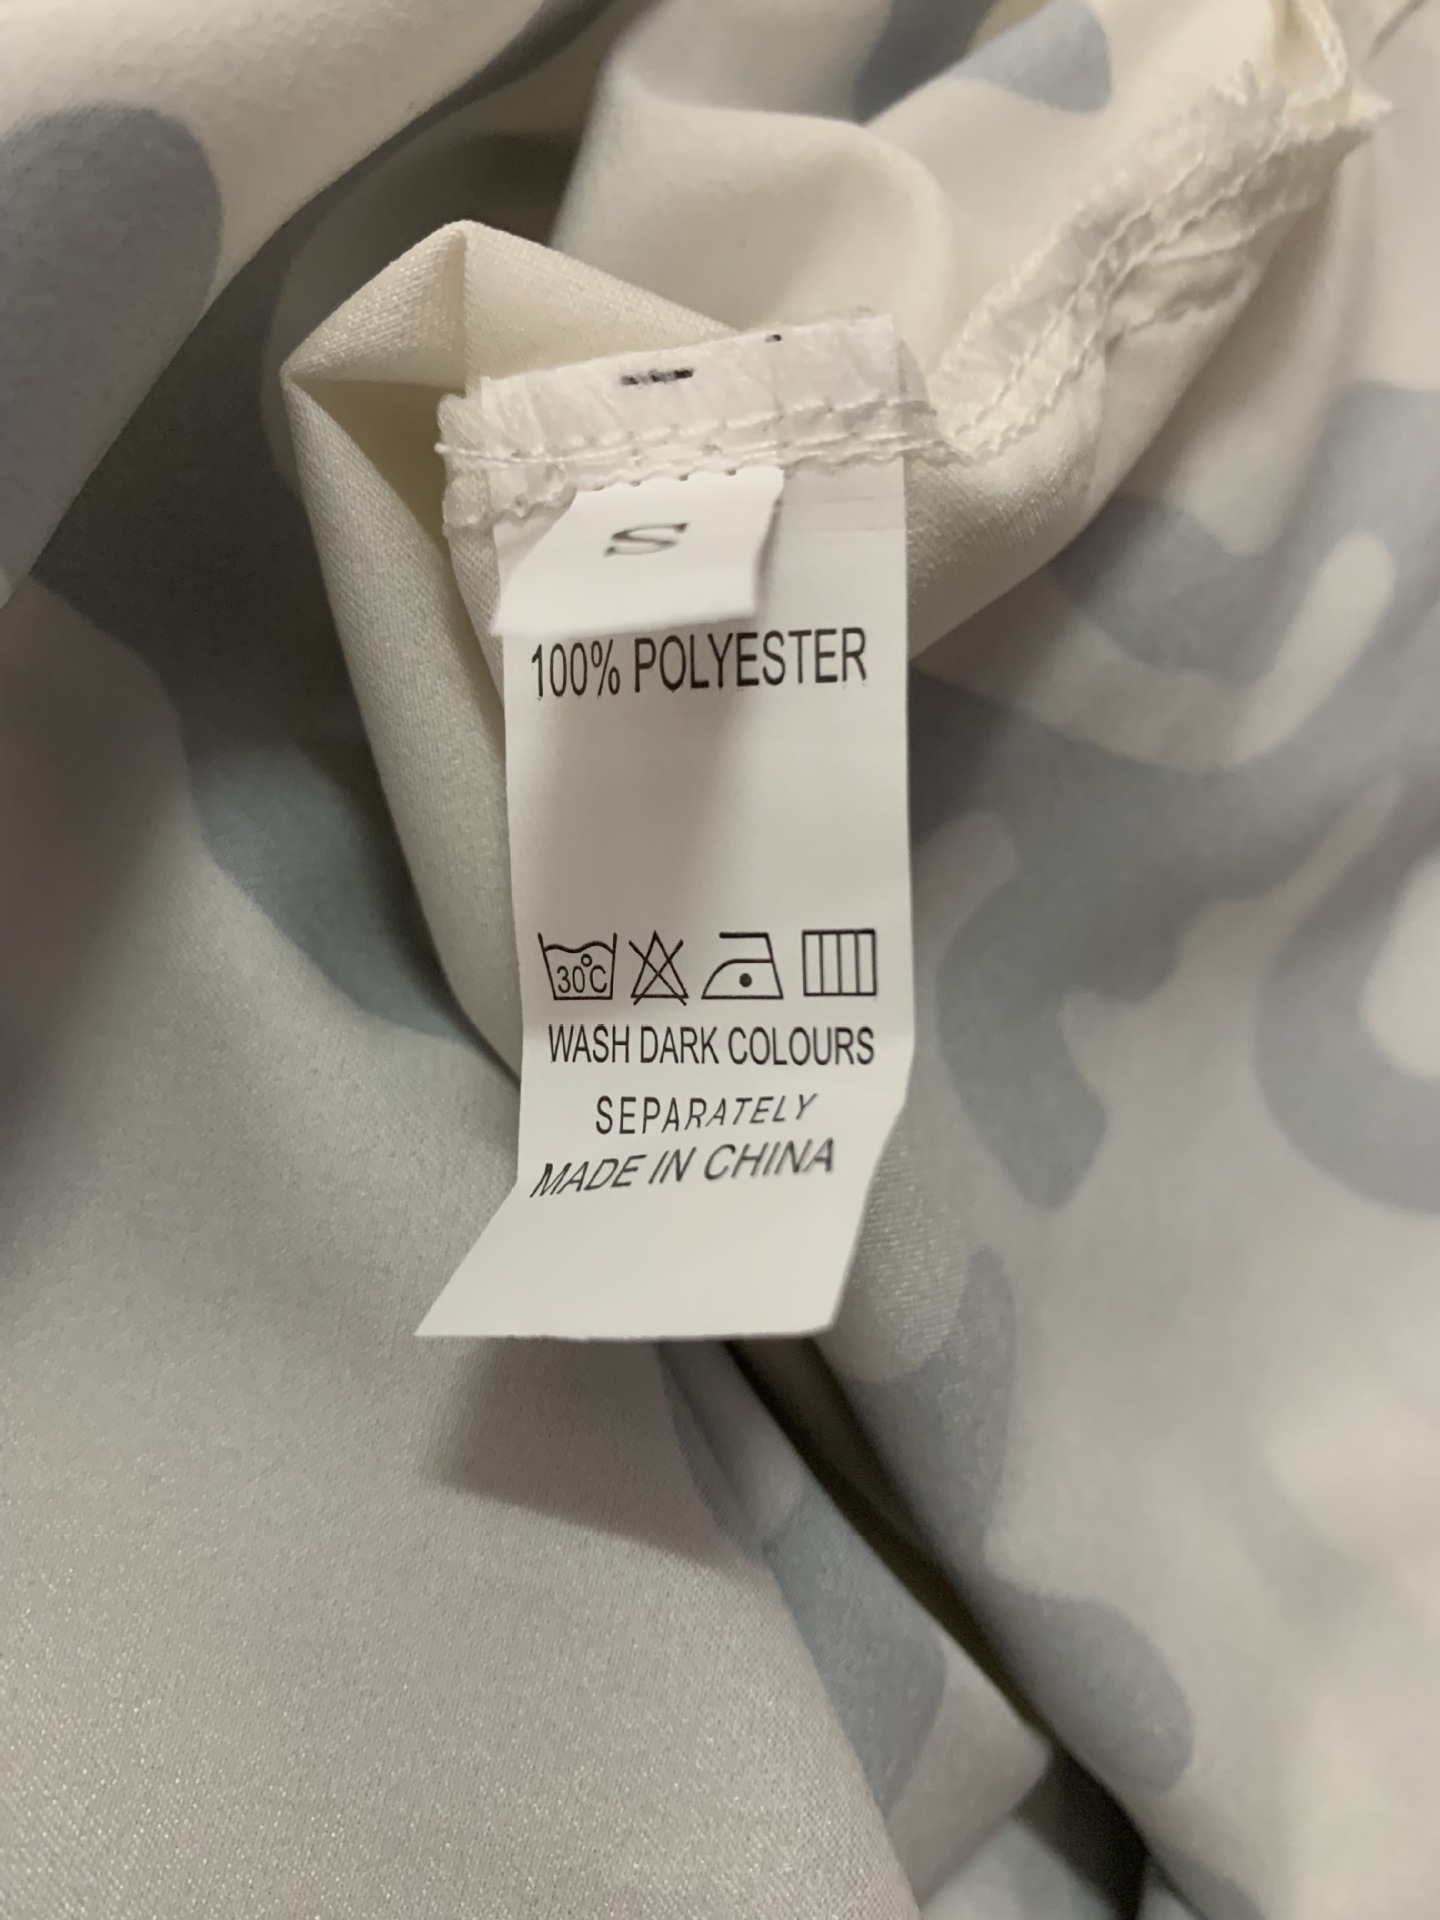 S
100% POLYESTER
30°C
WASH DARK COLOURS
SEPARATELY
MADE IN CHINA